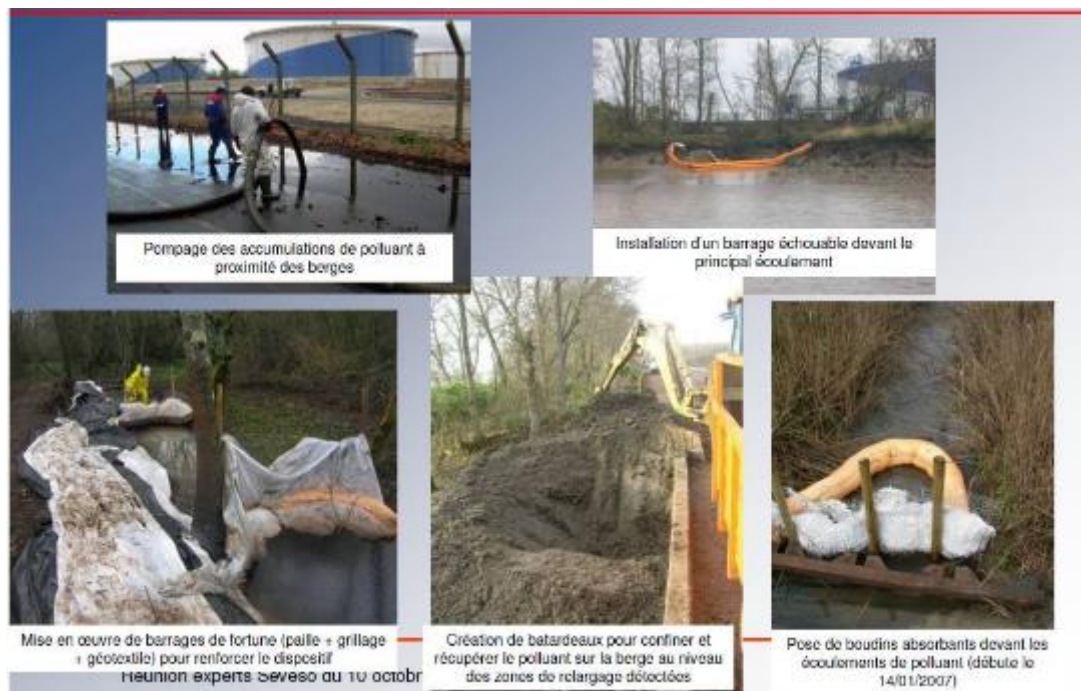 Pompage des accumulations de polluant à
proximité des berges
Installation d'un barrage échouable devant le
principal écoulement
Mise en œuvre de barrages de fortune (paille + grillage
+ géotextile) pour renforcer le dispositif
Création de batardeaux pour confiner et
récupérer le polluant sur la berge au niveau
des zones de relargage détectées
Pose de boudins absorbants devant les
écoulements de polluant (débute le
14/01/2007)
Réunion experts Seveso du 10 octobr